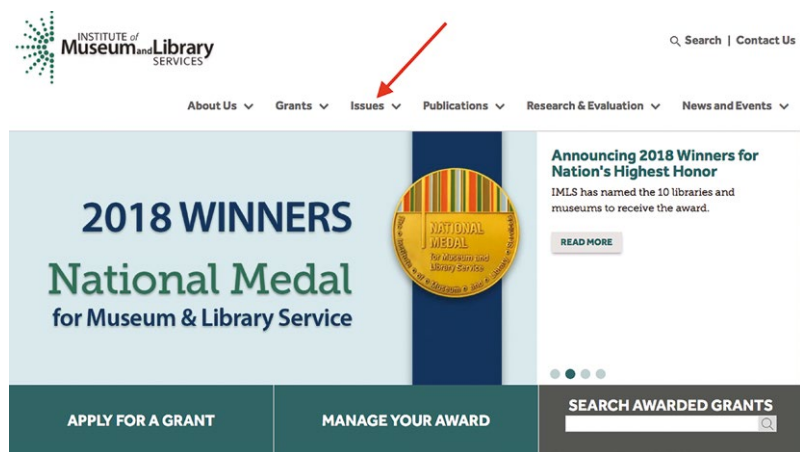 INSTITUTE of
Museum and Library
SERVICES
Search | Contact Us
About Us Grants Issues Publications Research & Evaluation News and Events
2018 WINNERS
National Medal
for Museum & Library Service
NATIONAL
MEDAL
for Museum and
Library Service
Announcing 2018 Winners for
Nation's Highest Honor
IMLS has named the 10 libraries and
museums to receive the award.
READ MORE
APPLY FOR A GRANT
MANAGE YOUR AWARD
SEARCH AWARDED GRANTS